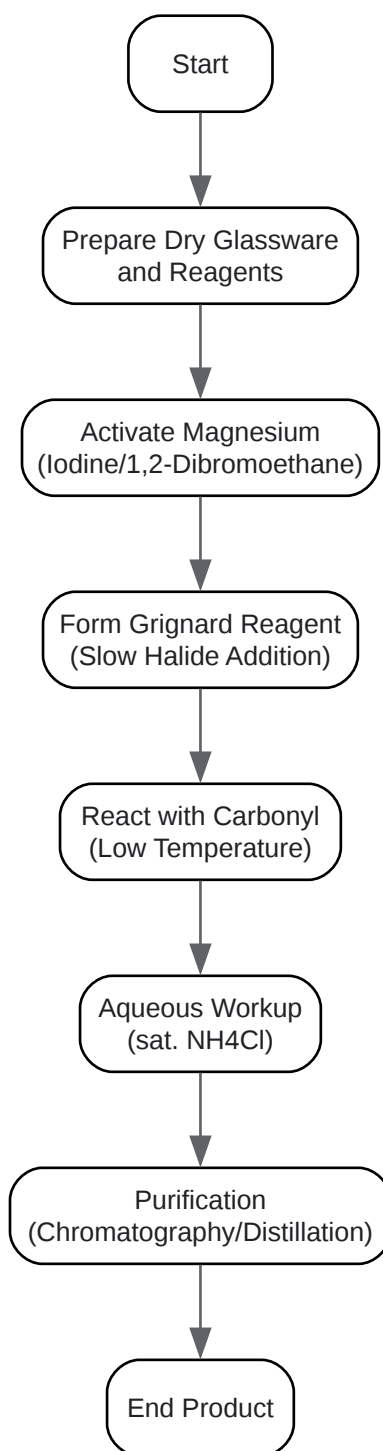 Start
Prepare Dry Glassware
and Reagents
Activate Magnesium
(Iodine/1,2-Dibromoethane)
Form Grignard Reagent
(Slow Halide Addition)
React with Carbonyl
(Low Temperature)
Aqueous Workup
(sat. NH4Cl)
Purification
(Chromatography/Distillation)
End Product